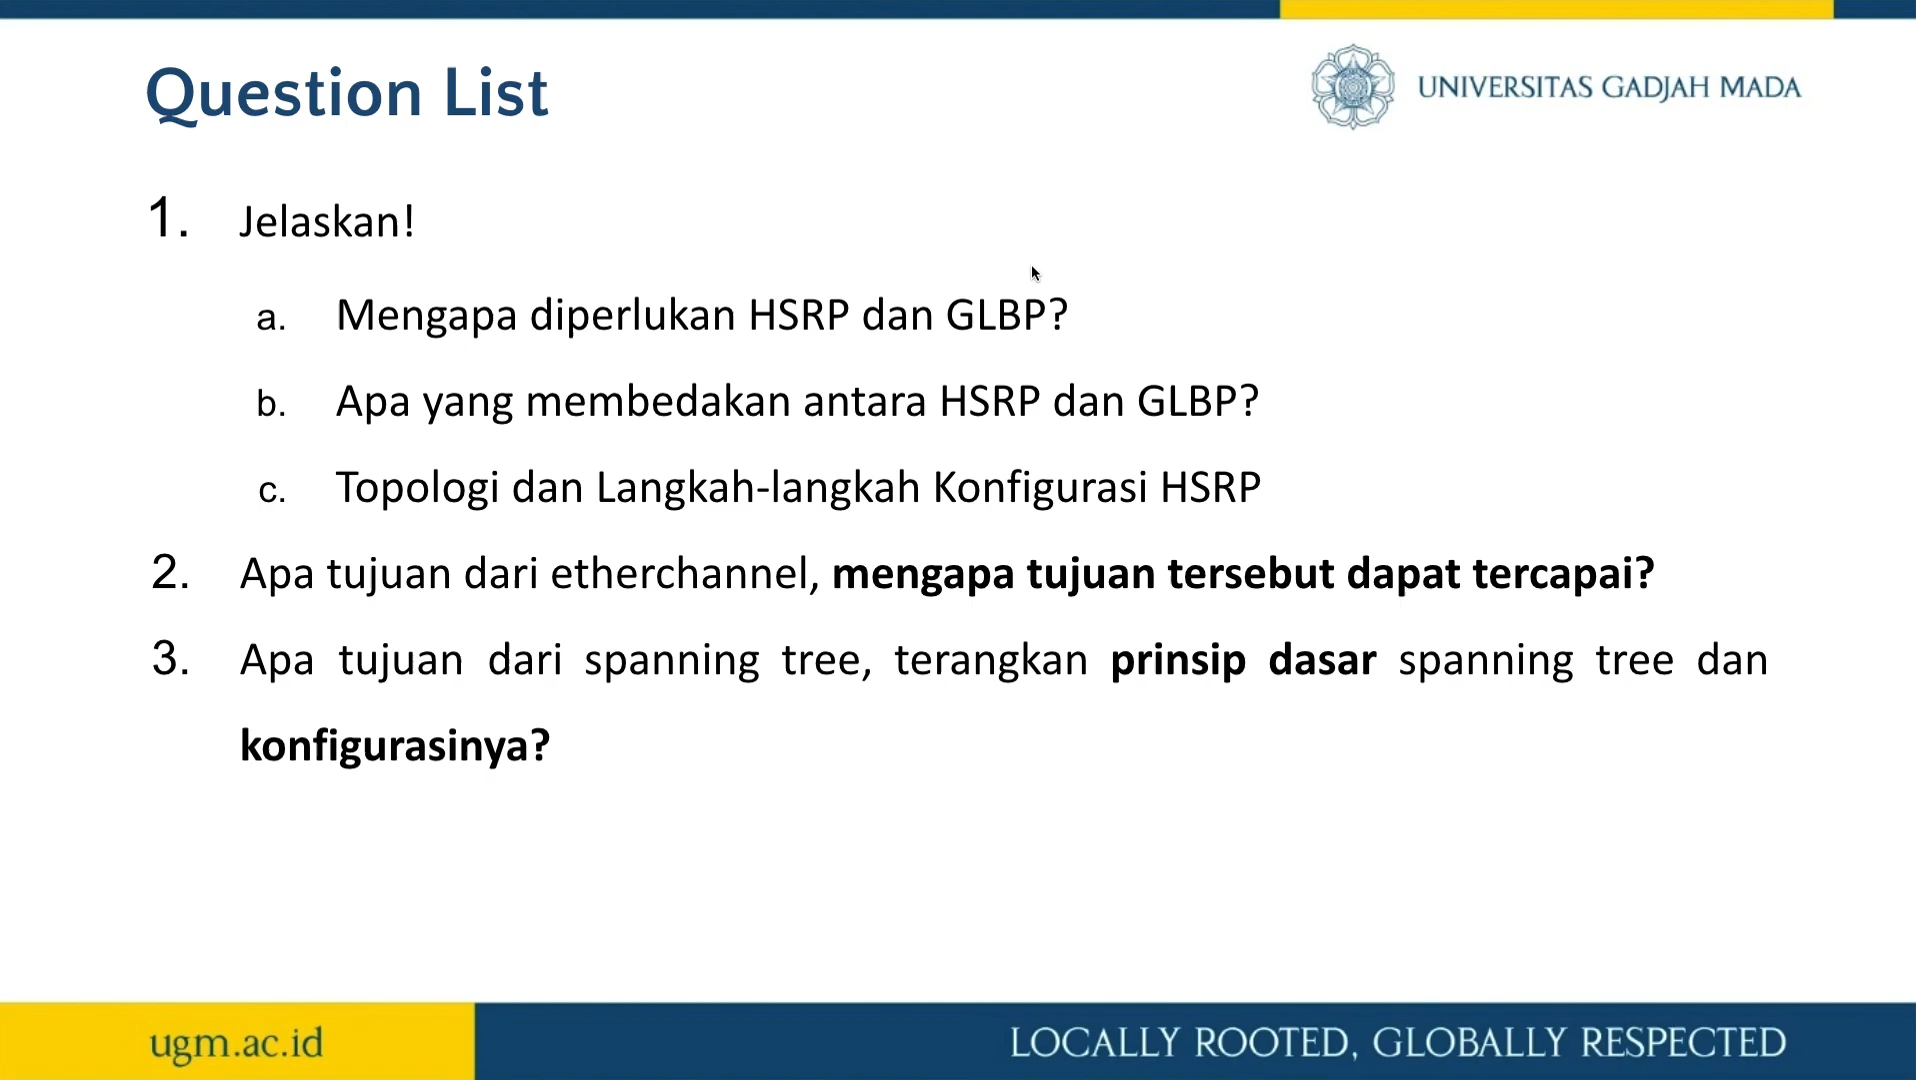 Question List
UNIVERSITAS GADJAH MADA
1. Jelaskan!
a. Mengapa diperlukan HSRP dan GLBP?
b. Apa yang membedakan antara HSRP dan GLBP?
c. Topologi dan Langkah-langkah Konfigurasi HSRP
2. Apa tujuan dari etherchannel, mengapa tujuan tersebut dapat tercapai?
3. Apa tujuan dari spanning tree, terangkan prinsip dasar spanning tree dan
konfigurasinya?
ugm.ac.id
LOCALLY ROOTED, GLOBALLY RESPECTED